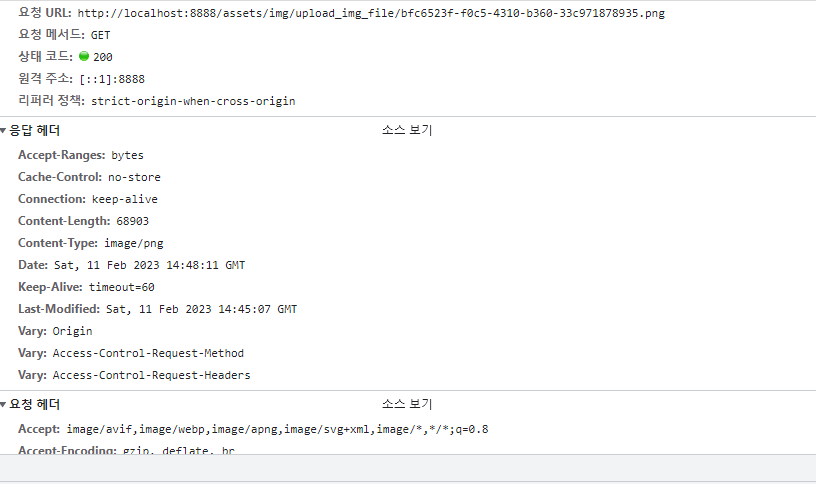 요청 URL: http://localhost:8888/assets/img/upload_img_file/bfc6523f-f0c5-4310-b360-33c971878935.png
요청 메서드: GET
상태 코드: 200
원격 주소: [::1]:8888
리퍼러 정책: strict-origin-when-cross-origin
응답 헤더 소스 보기
Accept-Ranges: bytes
Cache-Control: no-store
Connection: keep-alive
Content-Length: 68903
Content-Type: image/png
Date: Sat, 11 Feb 2023 14:48:11 GMT
Keep-Alive: timeout=60
Last-Modified: Sat, 11 Feb 2023 14:45:07 GMT
Vary: Origin
Vary: Access-Control-Request-Method
Vary: Access-Control-Request-Headers
요청 헤더 소스 보기
Accept: image/avif,image/webp,image/apng,image/svg+xml,image/*,*/*;q=0.8
Accept-Encoding: gzip, deflate, br